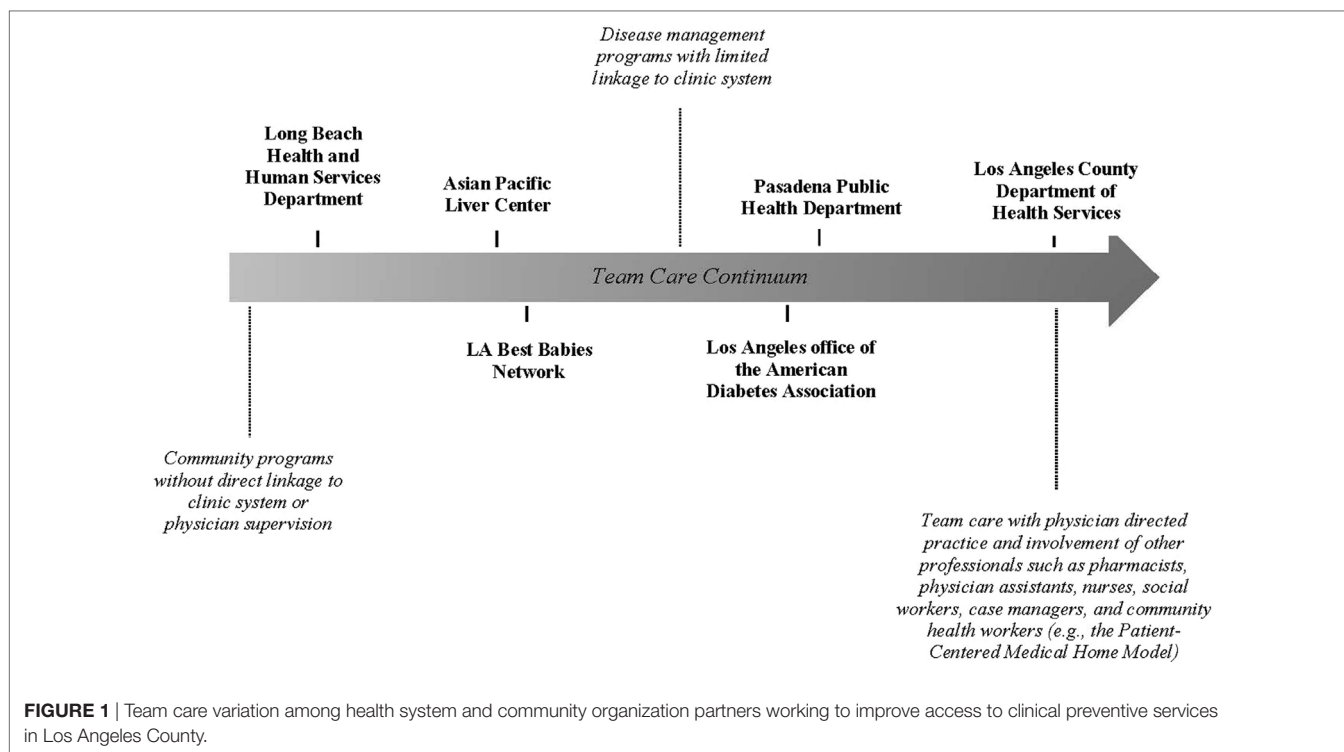 Disease management
programs with limited
linkage to clinic system
Long Beach
Health and
Human Services
Department
Asian Pacific
Liver Center
Pasadena Public
Health Department
Los Angeles County
Department of
Health Services
Team Care Continuum
LA Best Babies
Network
Los Angeles office of
the American
Diabetes Association
Community programs
without direct linkage to
clinic system or
physician supervision
Team care with physician directed
practice and involvement of other
professionals such as pharmacists,
physician assistants, nurses, social
workers, case managers, and community
health workers (e.g., the Patient-
Centered Medical Home Model)
FIGURE 1 | Team care variation among health system and community organization partners working to improve access to clinical preventive services
in Los Angeles County.